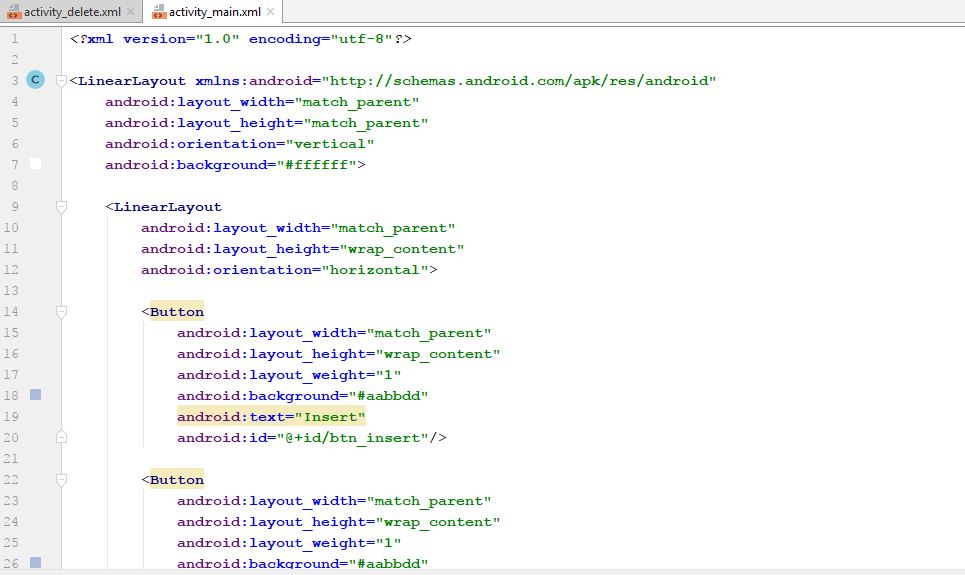 activity_delete.xml activity_main.xml
1 <?xml version="1.0" encoding="utf-8"?>
2
3 C <LinearLayout xmlns:android="http://schemas.android.com/apk/res/android"
4 android:layout_width="match_parent"
5 android:layout_height="match_parent"
6 android:orientation="vertical"
7 android:background="#ffffff">
8
9 <LinearLayout
10 android:layout_width="match_parent"
11 android:layout_height="wrap_content"
12 android:orientation="horizontal">
13
14 <Button
15 android:layout_width="match_parent"
16 android:layout_height="wrap_content"
17 android:layout_weight="1"
18 android:background="#aabbdd"
19 android:text="Insert"
20 android:id="@+id/btn_insert"/>
21
22 <Button
23 android:layout_width="match_parent"
24 android:layout_height="wrap_content"
25 android:layout_weight="1"
26 android:background="#aabbdd"